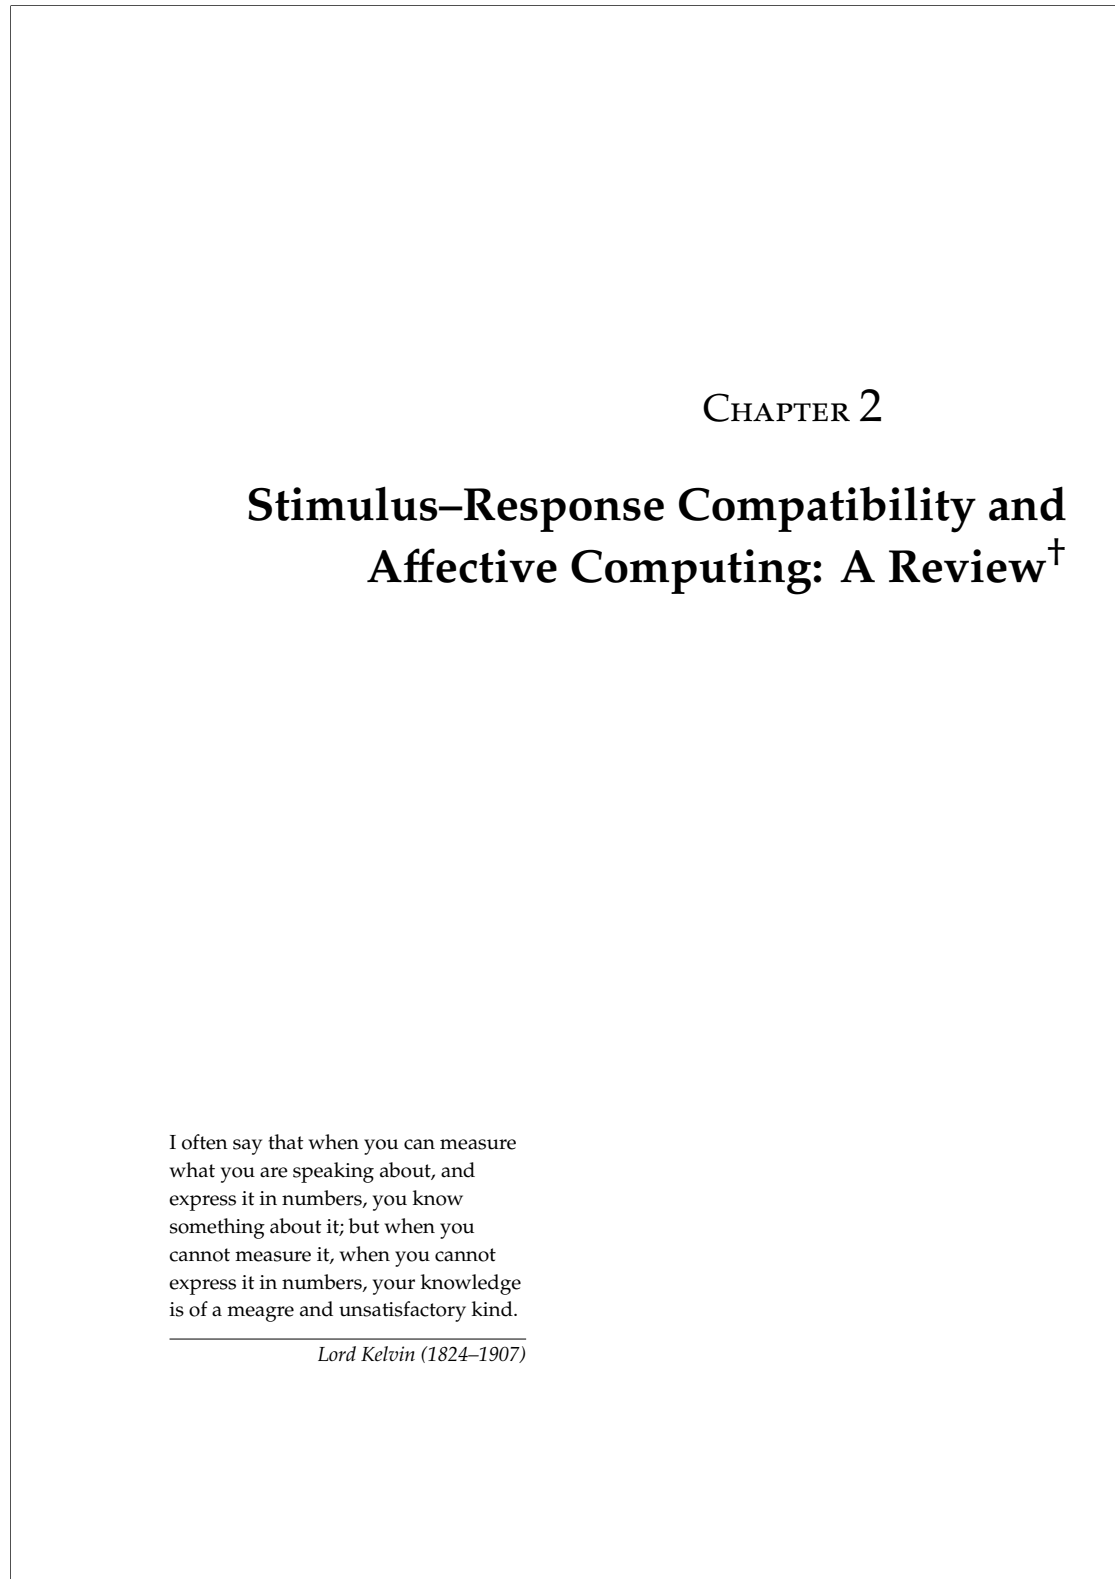 Chapter 2
Stimulus–Response Compatibility and
Affective Computing: A Review†
I often say that when you can measure
what you are speaking about, and
express it in numbers, you know
something about it; but when you
cannot measure it, when you cannot
express it in numbers, your knowledge
is of a meagre and unsatisfactory kind.
Lord Kelvin (1824–1907)